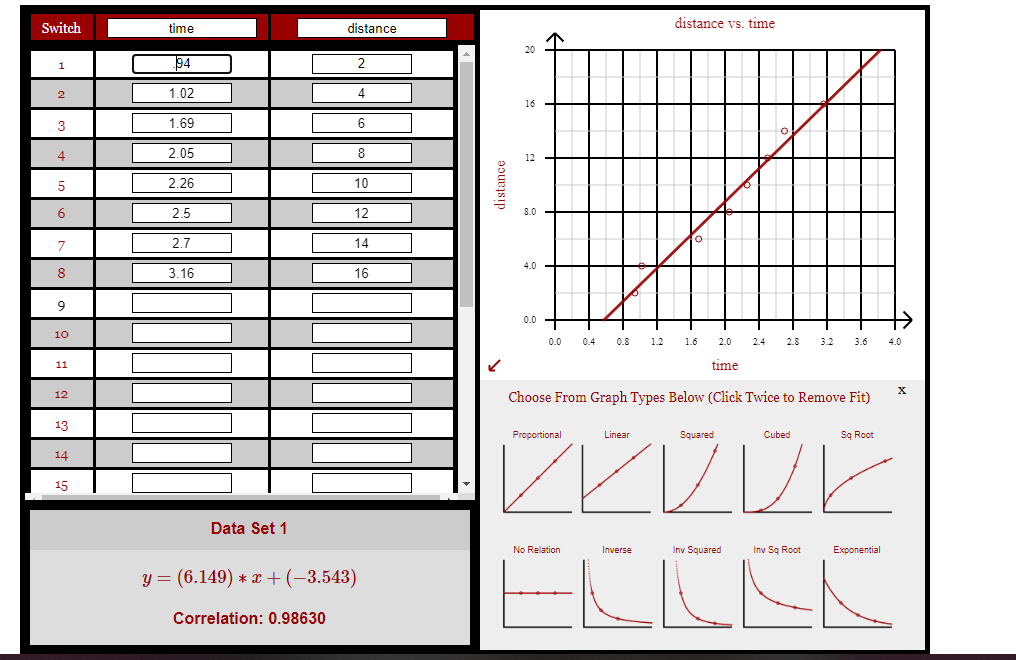 Switch time distance
1 .94 2
2 1.02 4
3 1.69 6
4 2.05 8
5 2.26 10
6 2.5 12
7 2.7 14
8 3.16 16
9
10
11
12
13
14
15
Data Set 1
y = (6.149) * x + (−3.543)
Correlation: 0.98630
distance vs. time
20
16
12
8.0
4.0
0.0
distance
0.0 0.4 0.8 1.2 1.6 2.0 2.4 2.8 3.2 3.6 4.0
time
Choose From Graph Types Below (Click Twice to Remove Fit) x
Proportional Linear Squared Cubed Sq Root
No Relation Inverse Inv Squared Inv Sq Root Exponential